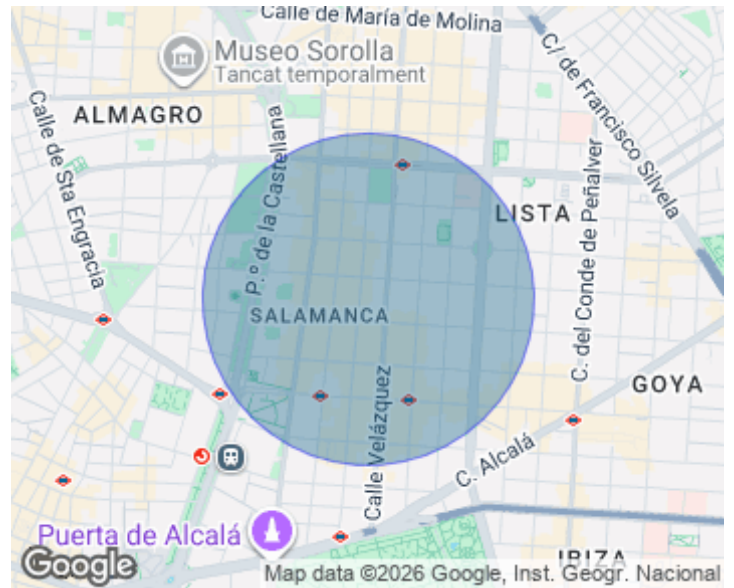 Calle de María de Molina
Museo Sorolla
Tancat temporalment
C/ de Francisco Silvela
ALMAGRO
Calle de Sta Engracia
P.º de la Castellana
C. del Conde de Peñalver
LISTA
SALAMANCA
Calle Velázquez
GOYA
C. Alcalá
Puerta de Alcalá
IBIZA
Google
Map data ©2026 Google, Inst. Geogr. Nacional